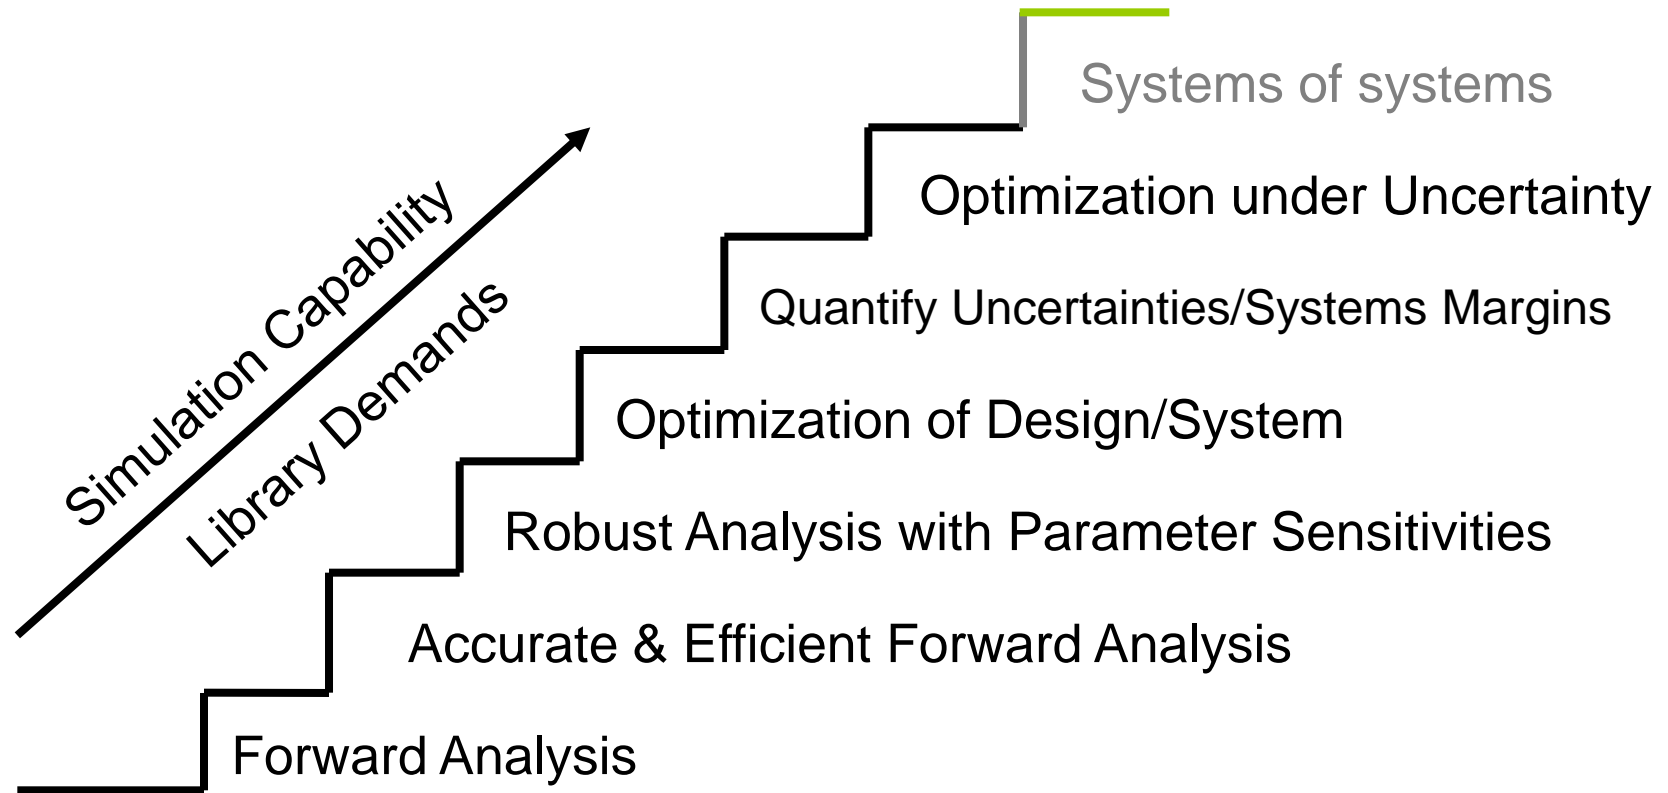 Systems of systems
Optimization under Uncertainty
Quantify Uncertainties/Systems Margins
Optimization of Design/System
Robust Analysis with Parameter Sensitivities
Accurate & Efficient Forward Analysis
Forward Analysis
Simulation Capability
Library Demands